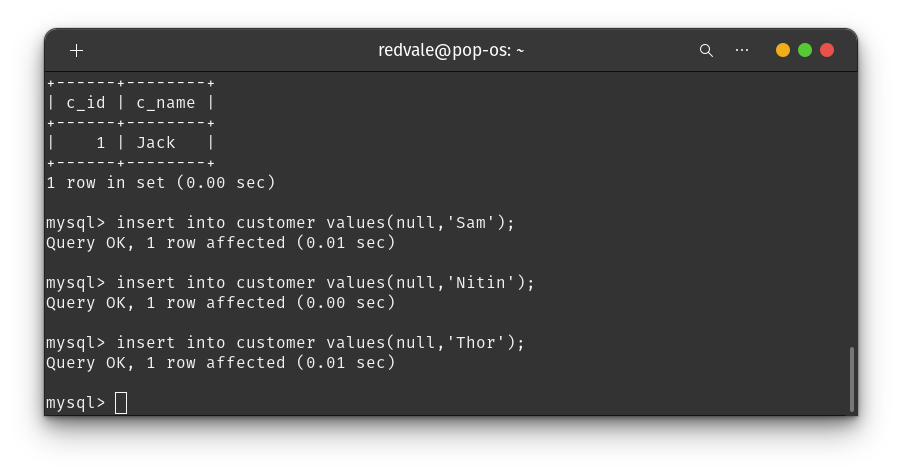 redvale@pop-os: ~
+------+--------+
| c_id | c_name |
+------+--------+
|    1 | Jack   |
+------+--------+
1 row in set (0.00 sec)
mysql> insert into customer values(null,'Sam');
Query OK, 1 row affected (0.01 sec)
mysql> insert into customer values(null,'Nitin');
Query OK, 1 row affected (0.00 sec)
mysql> insert into customer values(null,'Thor');
Query OK, 1 row affected (0.01 sec)
mysql>